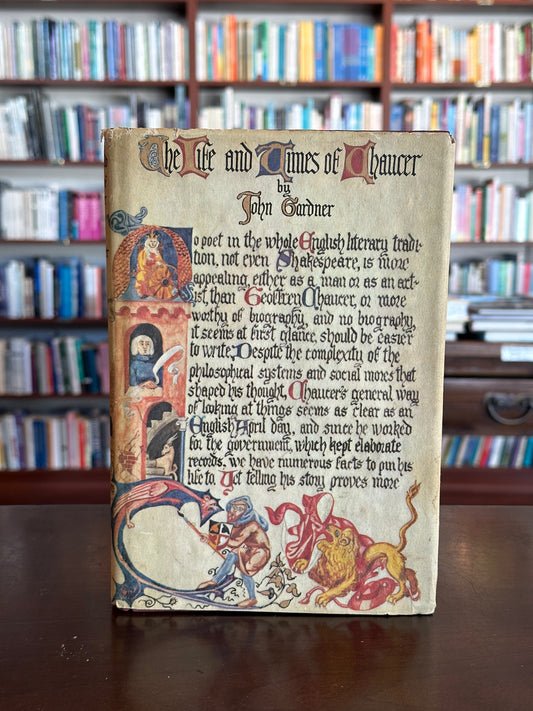 The Life and Times of Chaucer
by
John Gardner
No poet in the whole English literary tradi-
tion, not even Shakespeare, is more
appealing, either as a man or as an art-
ist, than Geoffrey Chaucer, or more
worthy of biography, and no biography,
it seems at first glance, should be easier
to write. Despite the complexity of the
philosophical systems and social mores that
shaped his thought, Chaucer's general way
of looking at things seems as clear as an
English April day, and since he worked
for the government, which kept elaborate
records, we have numerous facts to pin his
life to. Yet telling his story proves more